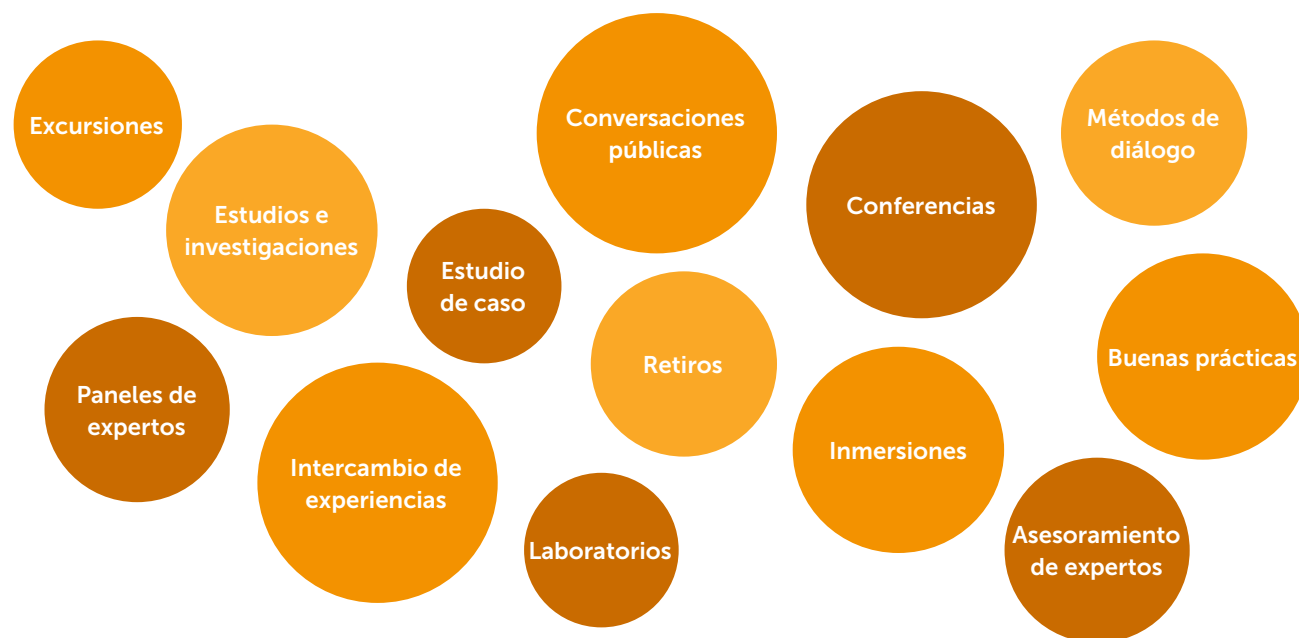 Excursiones
Estudios e
investigaciones
Conversaciones
públicas
Conferencias
Métodos de
diálogo
Estudio
de caso
Retiros
Buenas prácticas
Paneles de
expertos
Intercambio de
experiencias
Inmersiones
Laboratorios
Asesoramiento
de expertos